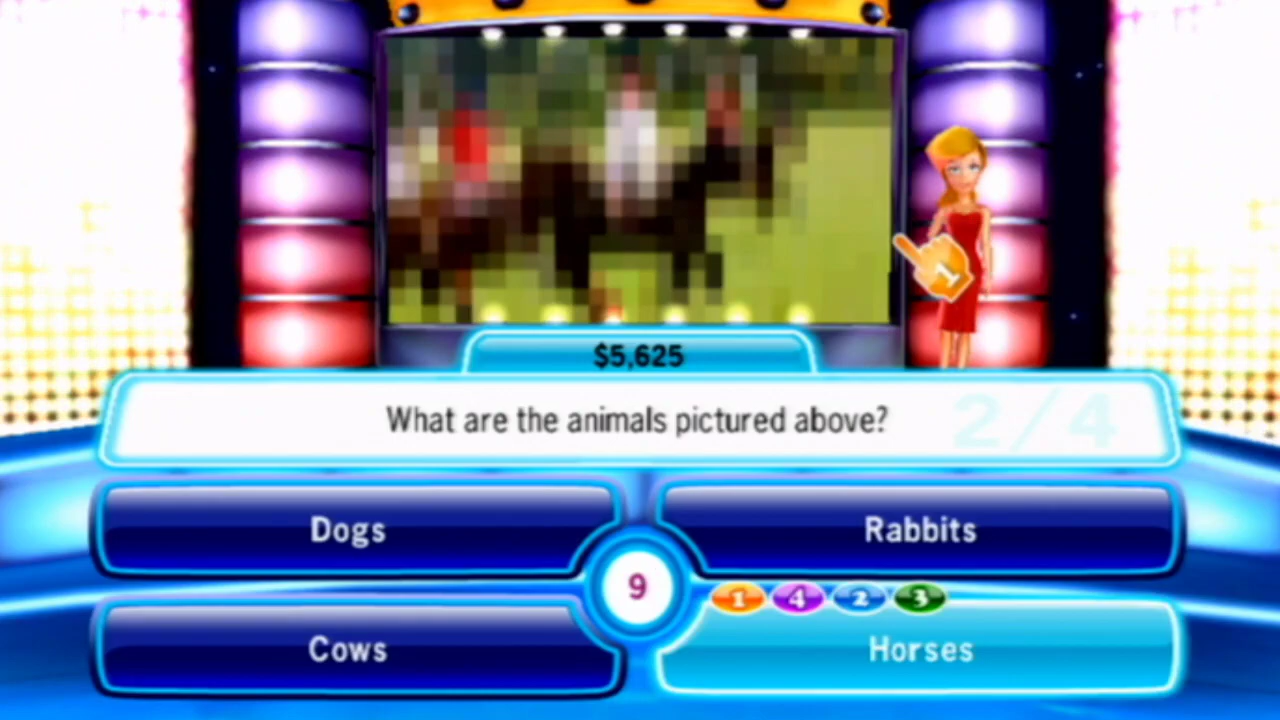 1
$5,625
What are the animals pictured above?
2/4
Dogs
Rabbits
9
1 4 2 3
Cows
Horses